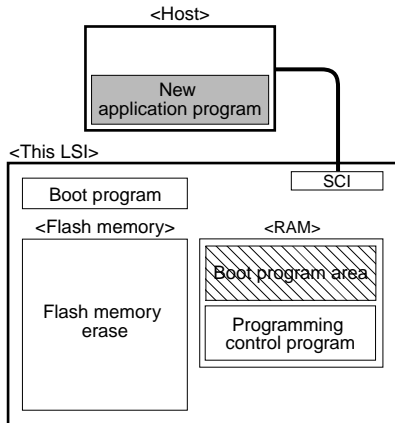 <Host>
New
application program
<This LSI>
SCI
Boot program
<Flash memory>
<RAM>
Boot program area
Flash memory
erase
Programming
control program